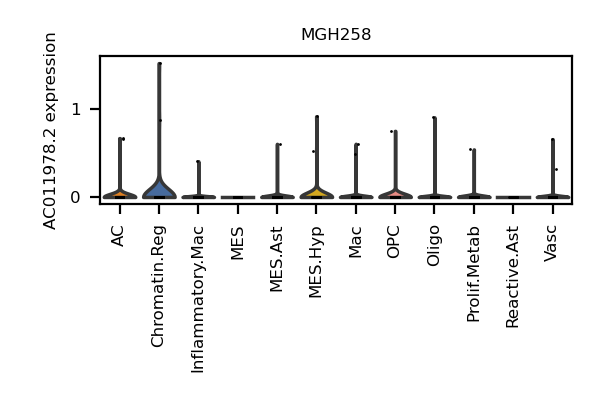 MGH258
AC011978.2 expression
1
0
AC
Chromatin.Reg
Inflammatory.Mac
MES
MES.Ast
MES.Hyp
Mac
OPC
Oligo
Prolif.Metab
Reactive.Ast
Vasc